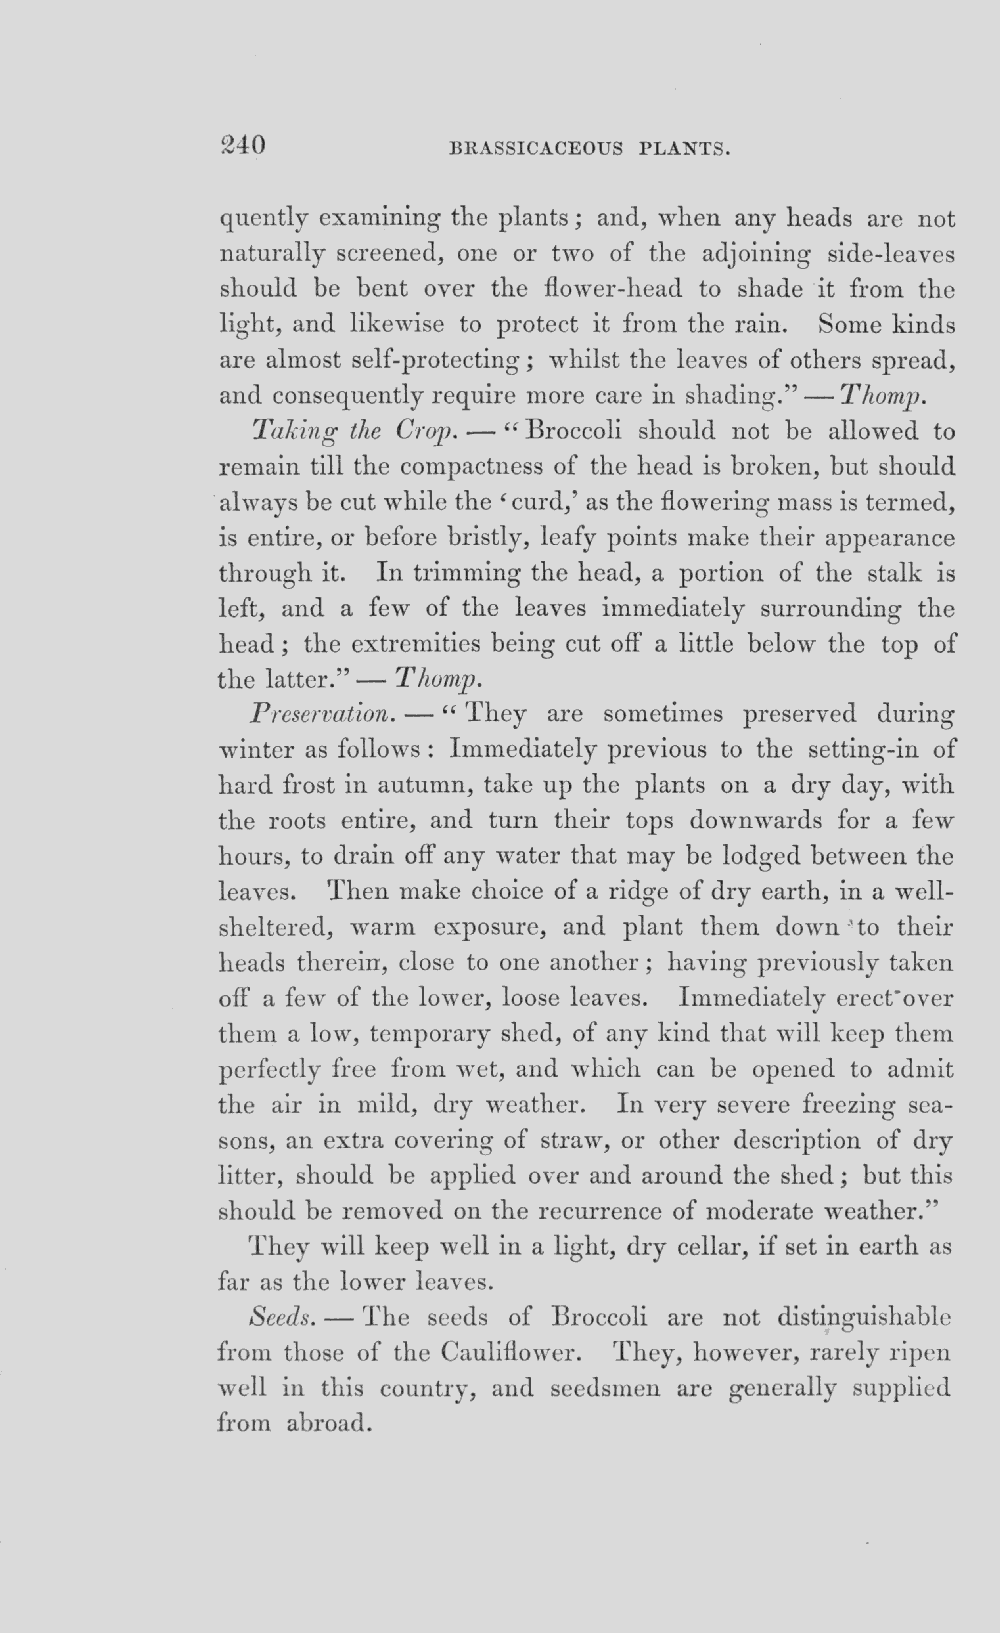 240 BRASSICACEOUS PLANTS.
quently examining the plants; and, when any heads are not
naturally screened, one or two of the adjoining side-leaves
should be bent over the flower-head to shade it from the
light, and likewise to protect it from the rain. Some kinds
are almost self-protecting; whilst the leaves of others spread,
and consequently require more care in shading.” — Thomp.
Taking the Crop. — “Broccoli should not be allowed to
remain till the compactness of the head is broken, but should
always be cut while the ‘curd,’ as the flowering mass is termed,
is entire, or before bristly, leafy points make their appearance
through it. In trimming the head, a portion of the stalk is
left, and a few of the leaves immediately surrounding the
head; the extremities being cut off a little below the top of
the latter.” — Thomp.
Preservation. — “They are sometimes preserved during
winter as follows: Immediately previous to the setting-in of
hard frost in autumn, take up the plants on a dry day, with
the roots entire, and turn their tops downwards for a few
hours, to drain off any water that may be lodged between the
leaves. Then make choice of a ridge of dry earth, in a well-
sheltered, warm exposure, and plant them down to their
heads therein, close to one another; having previously taken
off a few of the lower, loose leaves. Immediately erect over
them a low, temporary shed, of any kind that will keep them
perfectly free from wet, and which can be opened to admit
the air in mild, dry weather. In very severe freezing sea-
sons, an extra covering of straw, or other description of dry
litter, should be applied over and around the shed; but this
should be removed on the recurrence of moderate weather.”
They will keep well in a light, dry cellar, if set in earth as
far as the lower leaves.
Seeds. — The seeds of Broccoli are not distinguishable
from those of the Cauliflower. They, however, rarely ripen
well in this country, and seedsmen are generally supplied
from abroad.